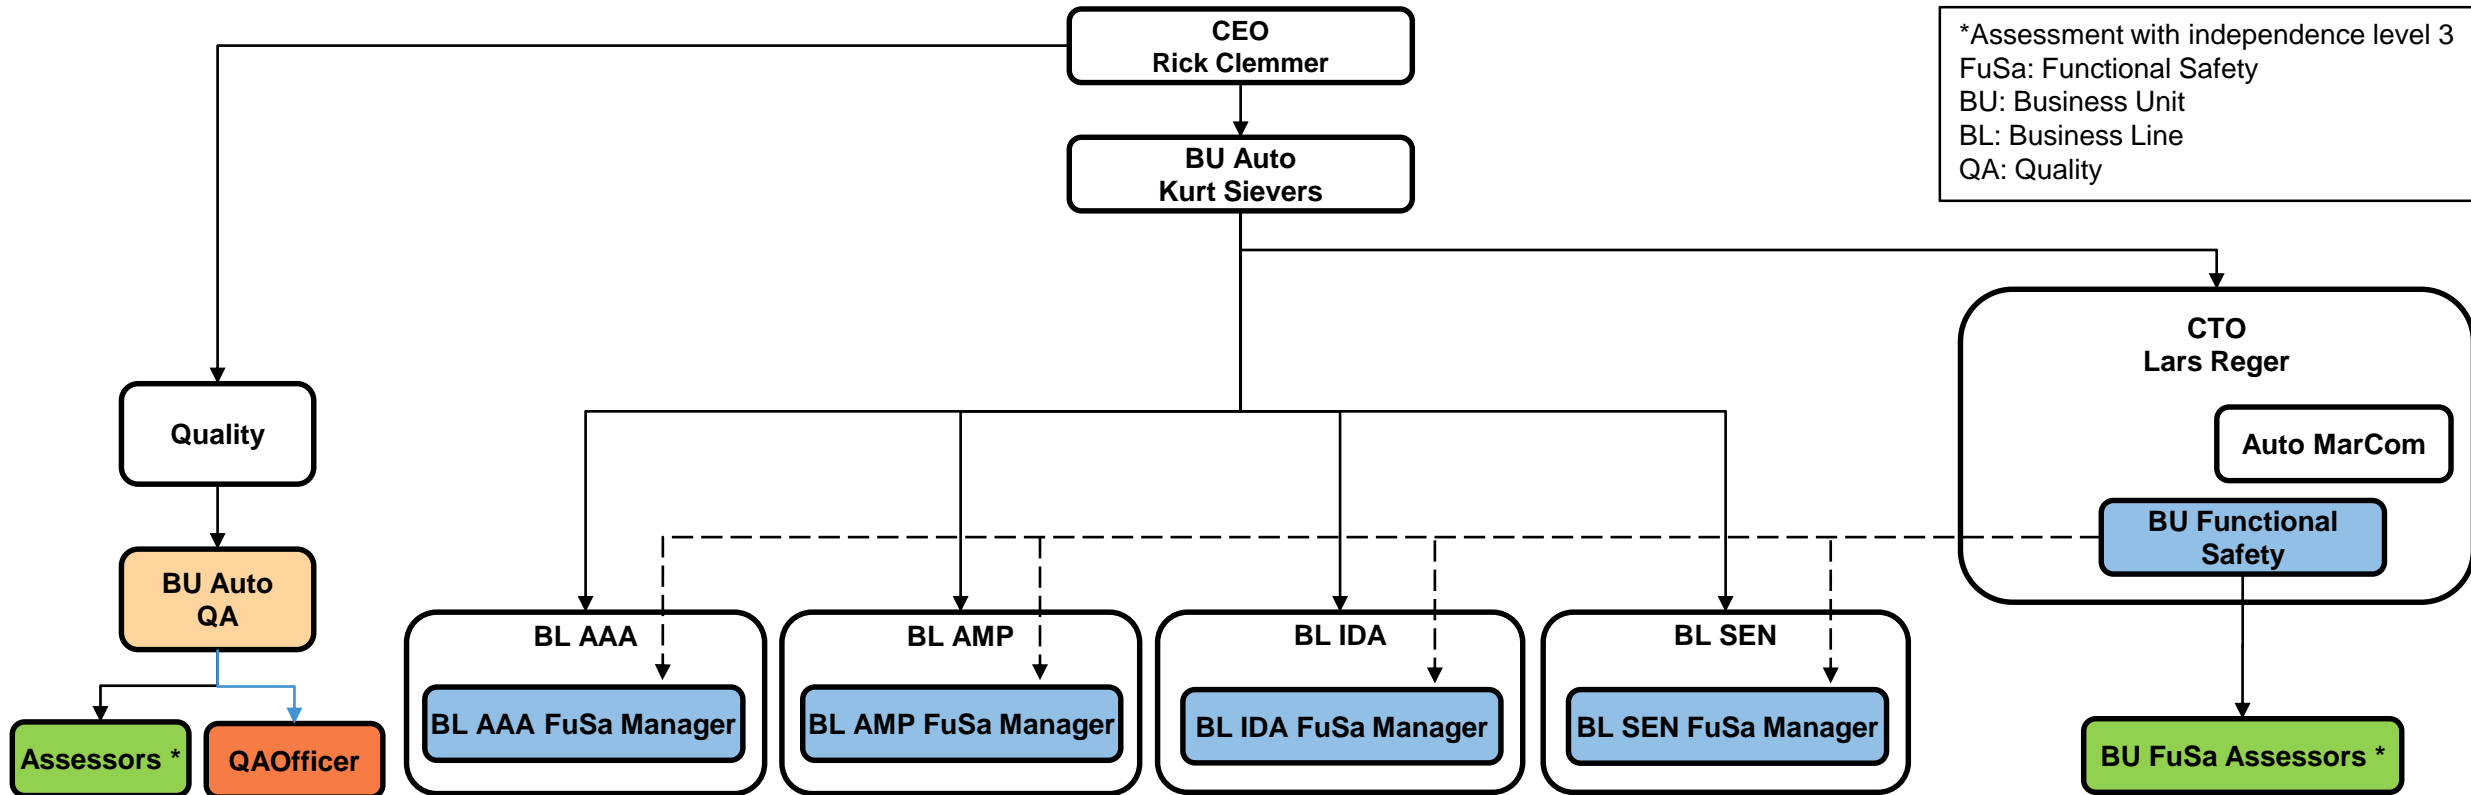 CEO
Rick Clemmer
*Assessment with independence level 3
FuSa: Functional Safety
BU: Business Unit
BL: Business Line
QA: Quality
BU Auto
Kurt Sievers
CTO
Lars Reger
Quality
Auto MarCom
BU Functional
Safety
BU Auto
QA
BL AAA
BL AMP
BL IDA
BL SEN
BL AAA FuSa Manager
BL AMP FuSa Manager
BL IDA FuSa Manager
BL SEN FuSa Manager
Assessors *
QAOfficer
BU FuSa Assessors *